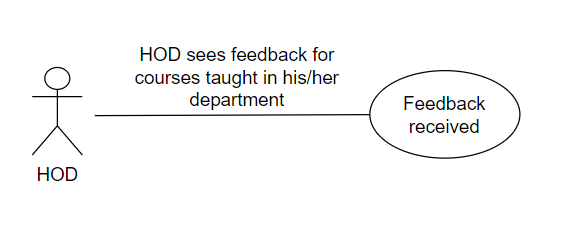 HOD sees feedback for
courses taught in his/her
department
Feedback
received
HOD